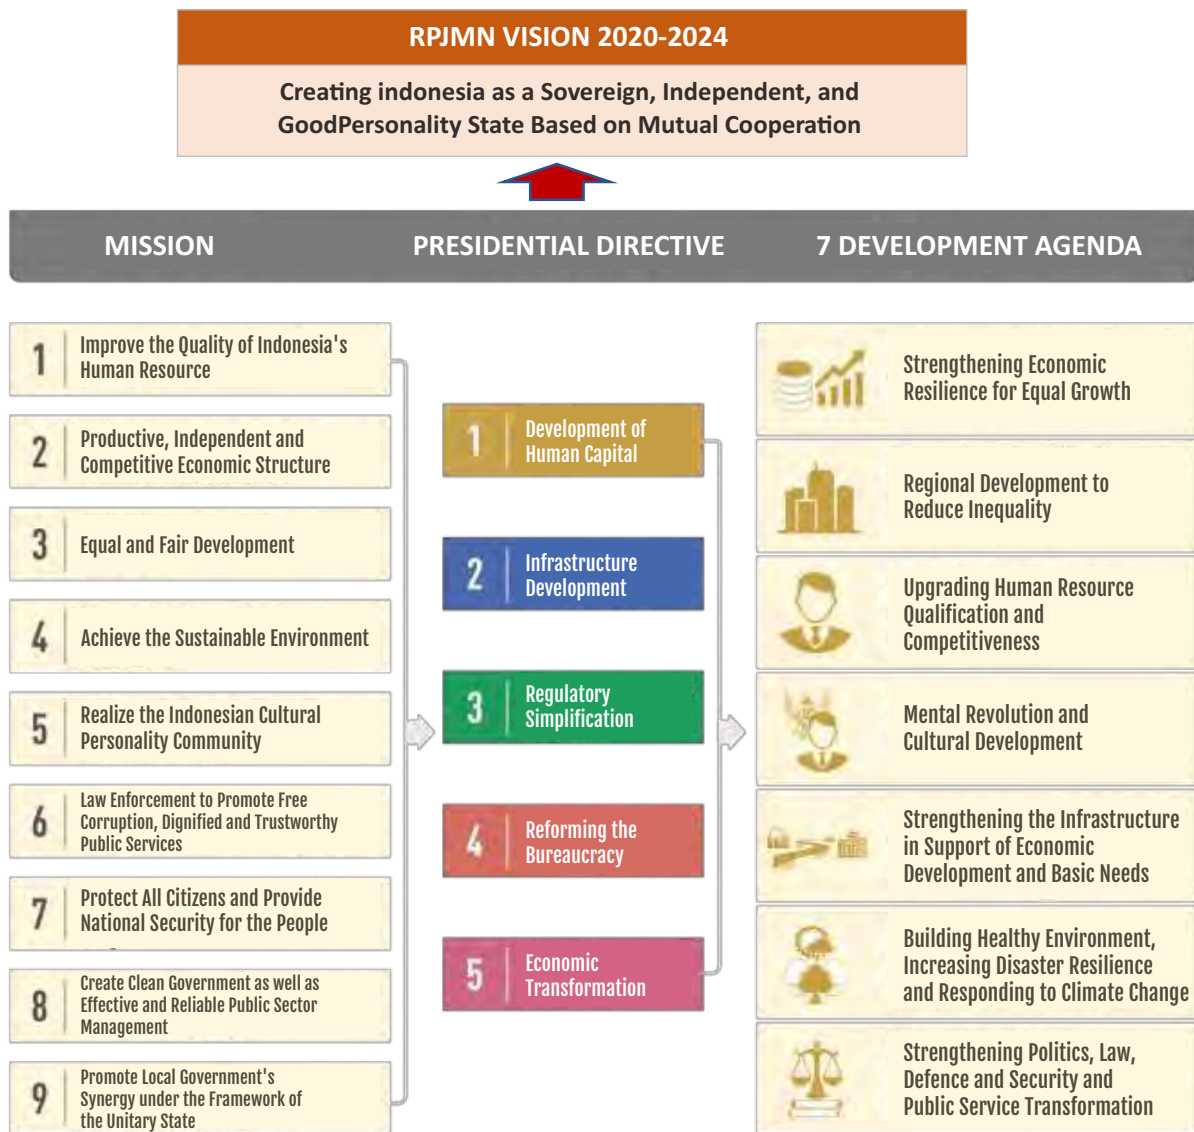 RPJMN VISION 2020-2024
Creating indonesia as a Sovereign, Independent, and
GoodPersonality State Based on Mutual Cooperation
MISSION
PRESIDENTIAL DIRECTIVE
7 DEVELOPMENT AGENDA
1
Improve the Quality of Indonesia's
Human Resource
2
Productive, Independent and
Competitive Economic Structure
3
Equal and Fair Development
4
Achieve the Sustainable Environment
5
Realize the Indonesian Cultural
Personality Community
6
Law Enforcement to Promote Free
Corruption, Dignified and Trustworthy
Public Services
7
Protect All Citizens and Provide
National Security for the People
8
Create Clean Government as well as
Effective and Reliable Public Sector
Management
9
Promote Local Government's
Synergy under the Framework of
the Unitary State
1
Development of
Human Capital
2
Infrastructure
Development
3
Regulatory
Simplification
4
Reforming the
Bureaucracy
5
Economic
Transformation
Strengthening Economic
Resilience for Equal Growth
Regional Development to
Reduce Inequality
Upgrading Human Resource
Qualification and
Competitiveness
Mental Revolution and
Cultural Development
Strengthening the Infrastructure
in Support of Economic
Development and Basic Needs
Building Healthy Environment,
Increasing Disaster Resilience
and Responding to Climate Change
Strengthening Politics, Law,
Defence and Security and
Public Service Transformation